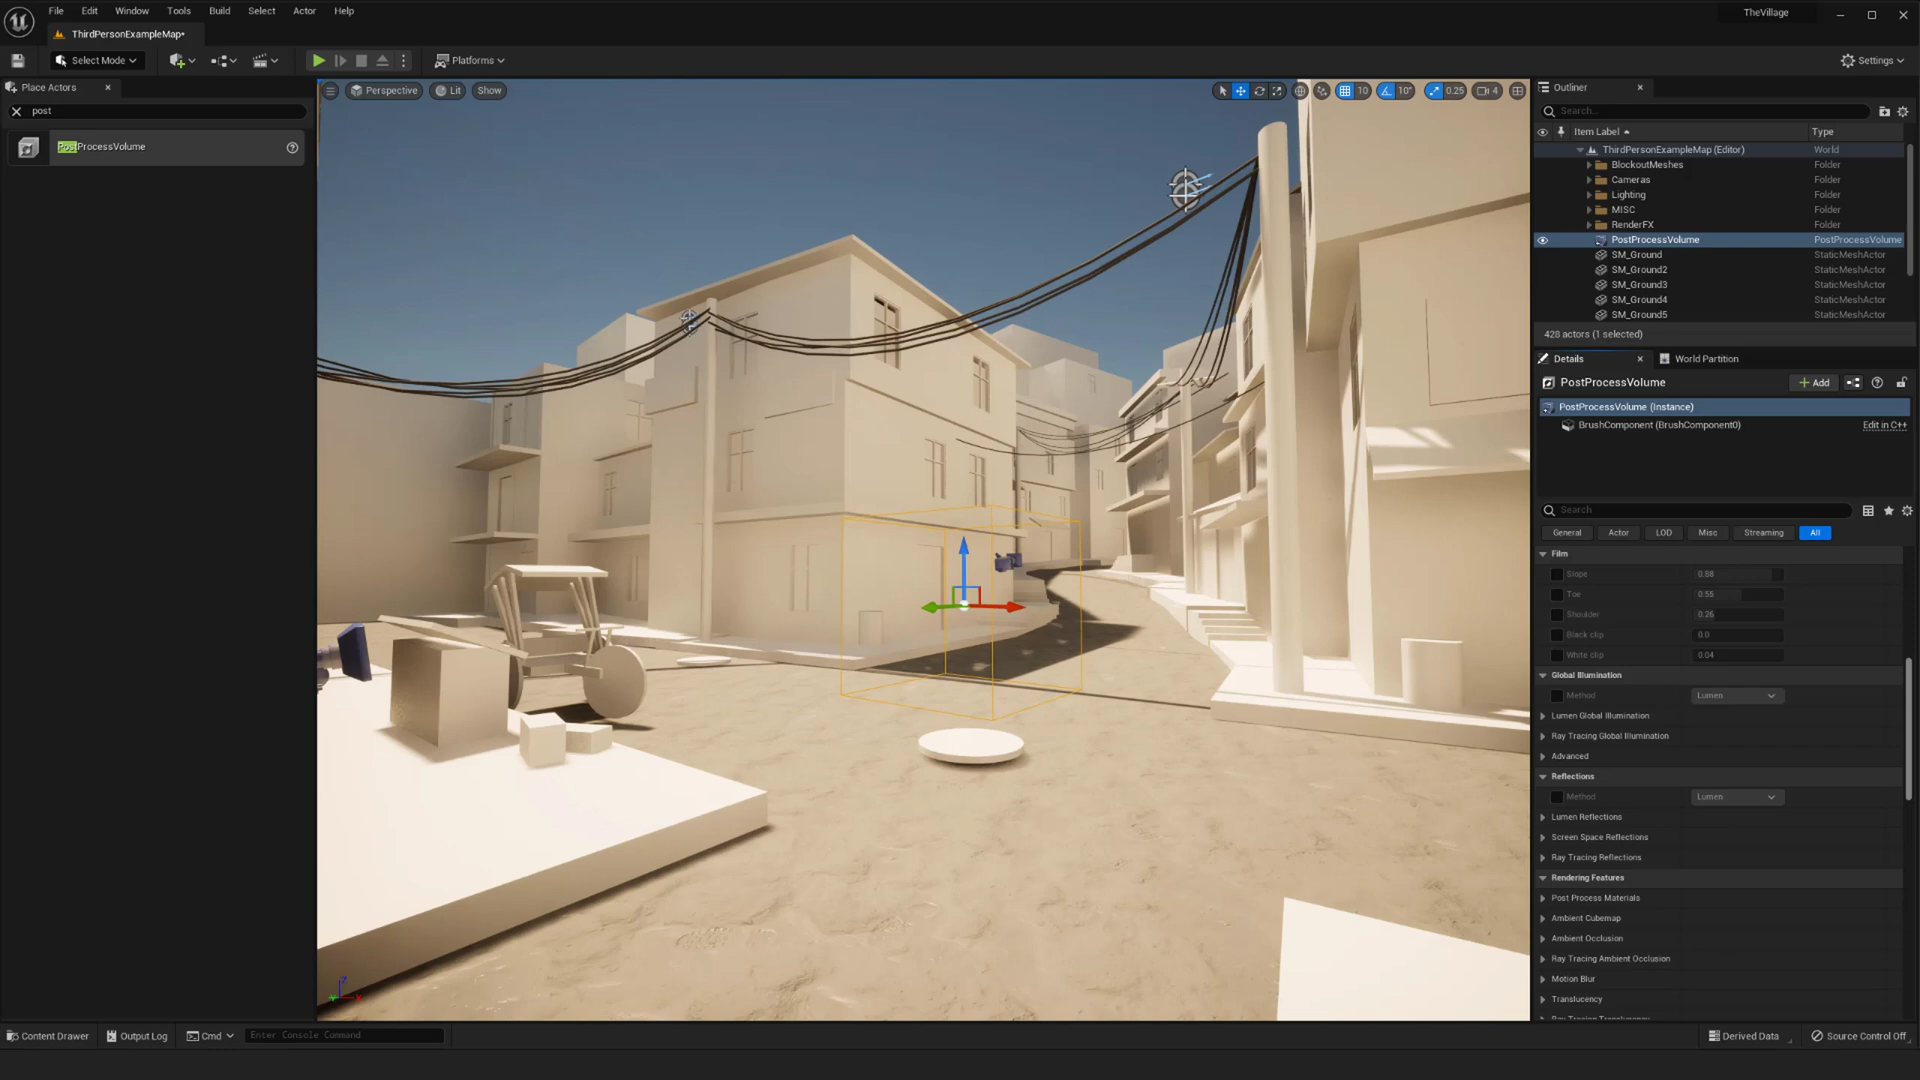 File Edit Window Tools Build Select Actor Help
TheVillage
ThirdPersonExampleMap*
Select Mode
Platforms
Settings
Place Actors
post
PostProcessVolume
Perspective
Lit
Show
10
10°
0.25
4
Outliner
Search...
Item Label
Type
ThirdPersonExampleMap (Editor)
World
BlockoutMeshes
Folder
Cameras
Folder
Lighting
Folder
MISC
Folder
RenderFX
Folder
PostProcessVolume
PostProcessVolume
SM_Ground
StaticMeshActor
SM_Ground2
StaticMeshActor
SM_Ground3
StaticMeshActor
SM_Ground4
StaticMeshActor
SM_Ground5
StaticMeshActor
428 actors (1 selected)
Details
World Partition
PostProcessVolume
Add
PostProcessVolume (Instance)
BrushComponent (BrushComponent0)
Edit in C++
Search
General
Actor
LOD
Misc
Streaming
All
Film
Slope
0.88
Toe
0.55
Shoulder
0.26
Black clip
0.0
White clip
0.04
Global Illumination
Method
Lumen
Lumen Global Illumination
Ray Tracing Global Illumination
Advanced
Reflections
Method
Lumen
Lumen Reflections
Screen Space Reflections
Ray Tracing Reflections
Rendering Features
Post Process Materials
Ambient Cubemap
Ambient Occlusion
Ray Tracing Ambient Occlusion
Motion Blur
Translucency
Content Drawer
Output Log
Cmd
Enter Console Command
Derived Data
Source Control Off